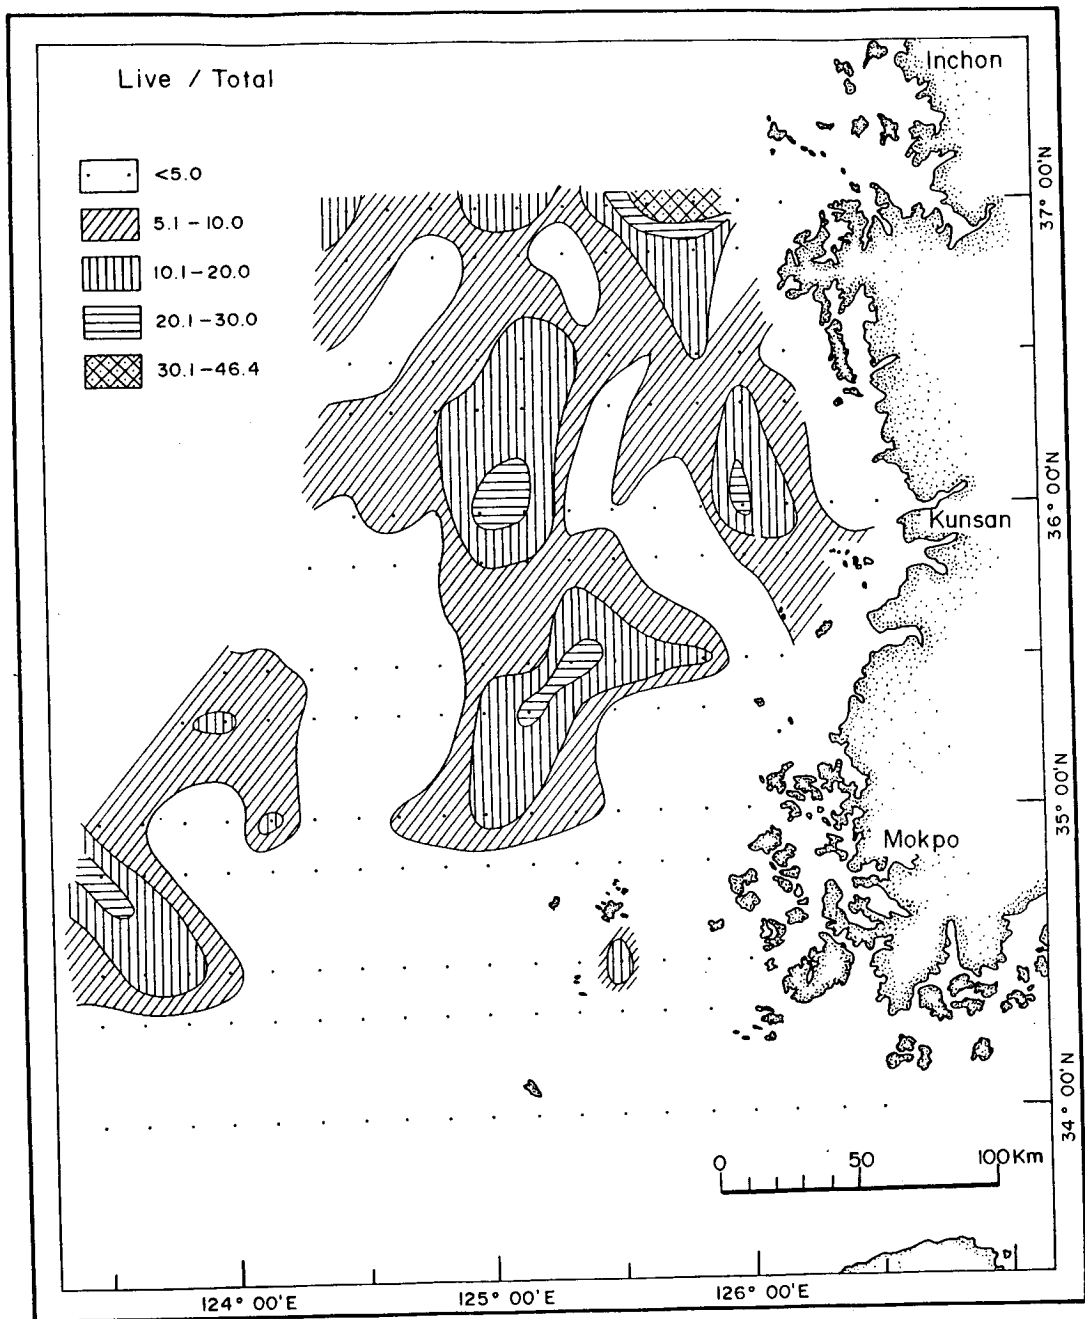 Live / Total
<5.0
5.1-10.0
10.1-20.0
20.1-30.0
30.1-46.4
Inchon
Kunsan
Mokpo
37° 00'N
36° 00'N
35° 00'N
34° 00'N
0 50 100 Km
124° 00'E 125° 00'E 126° 00'E